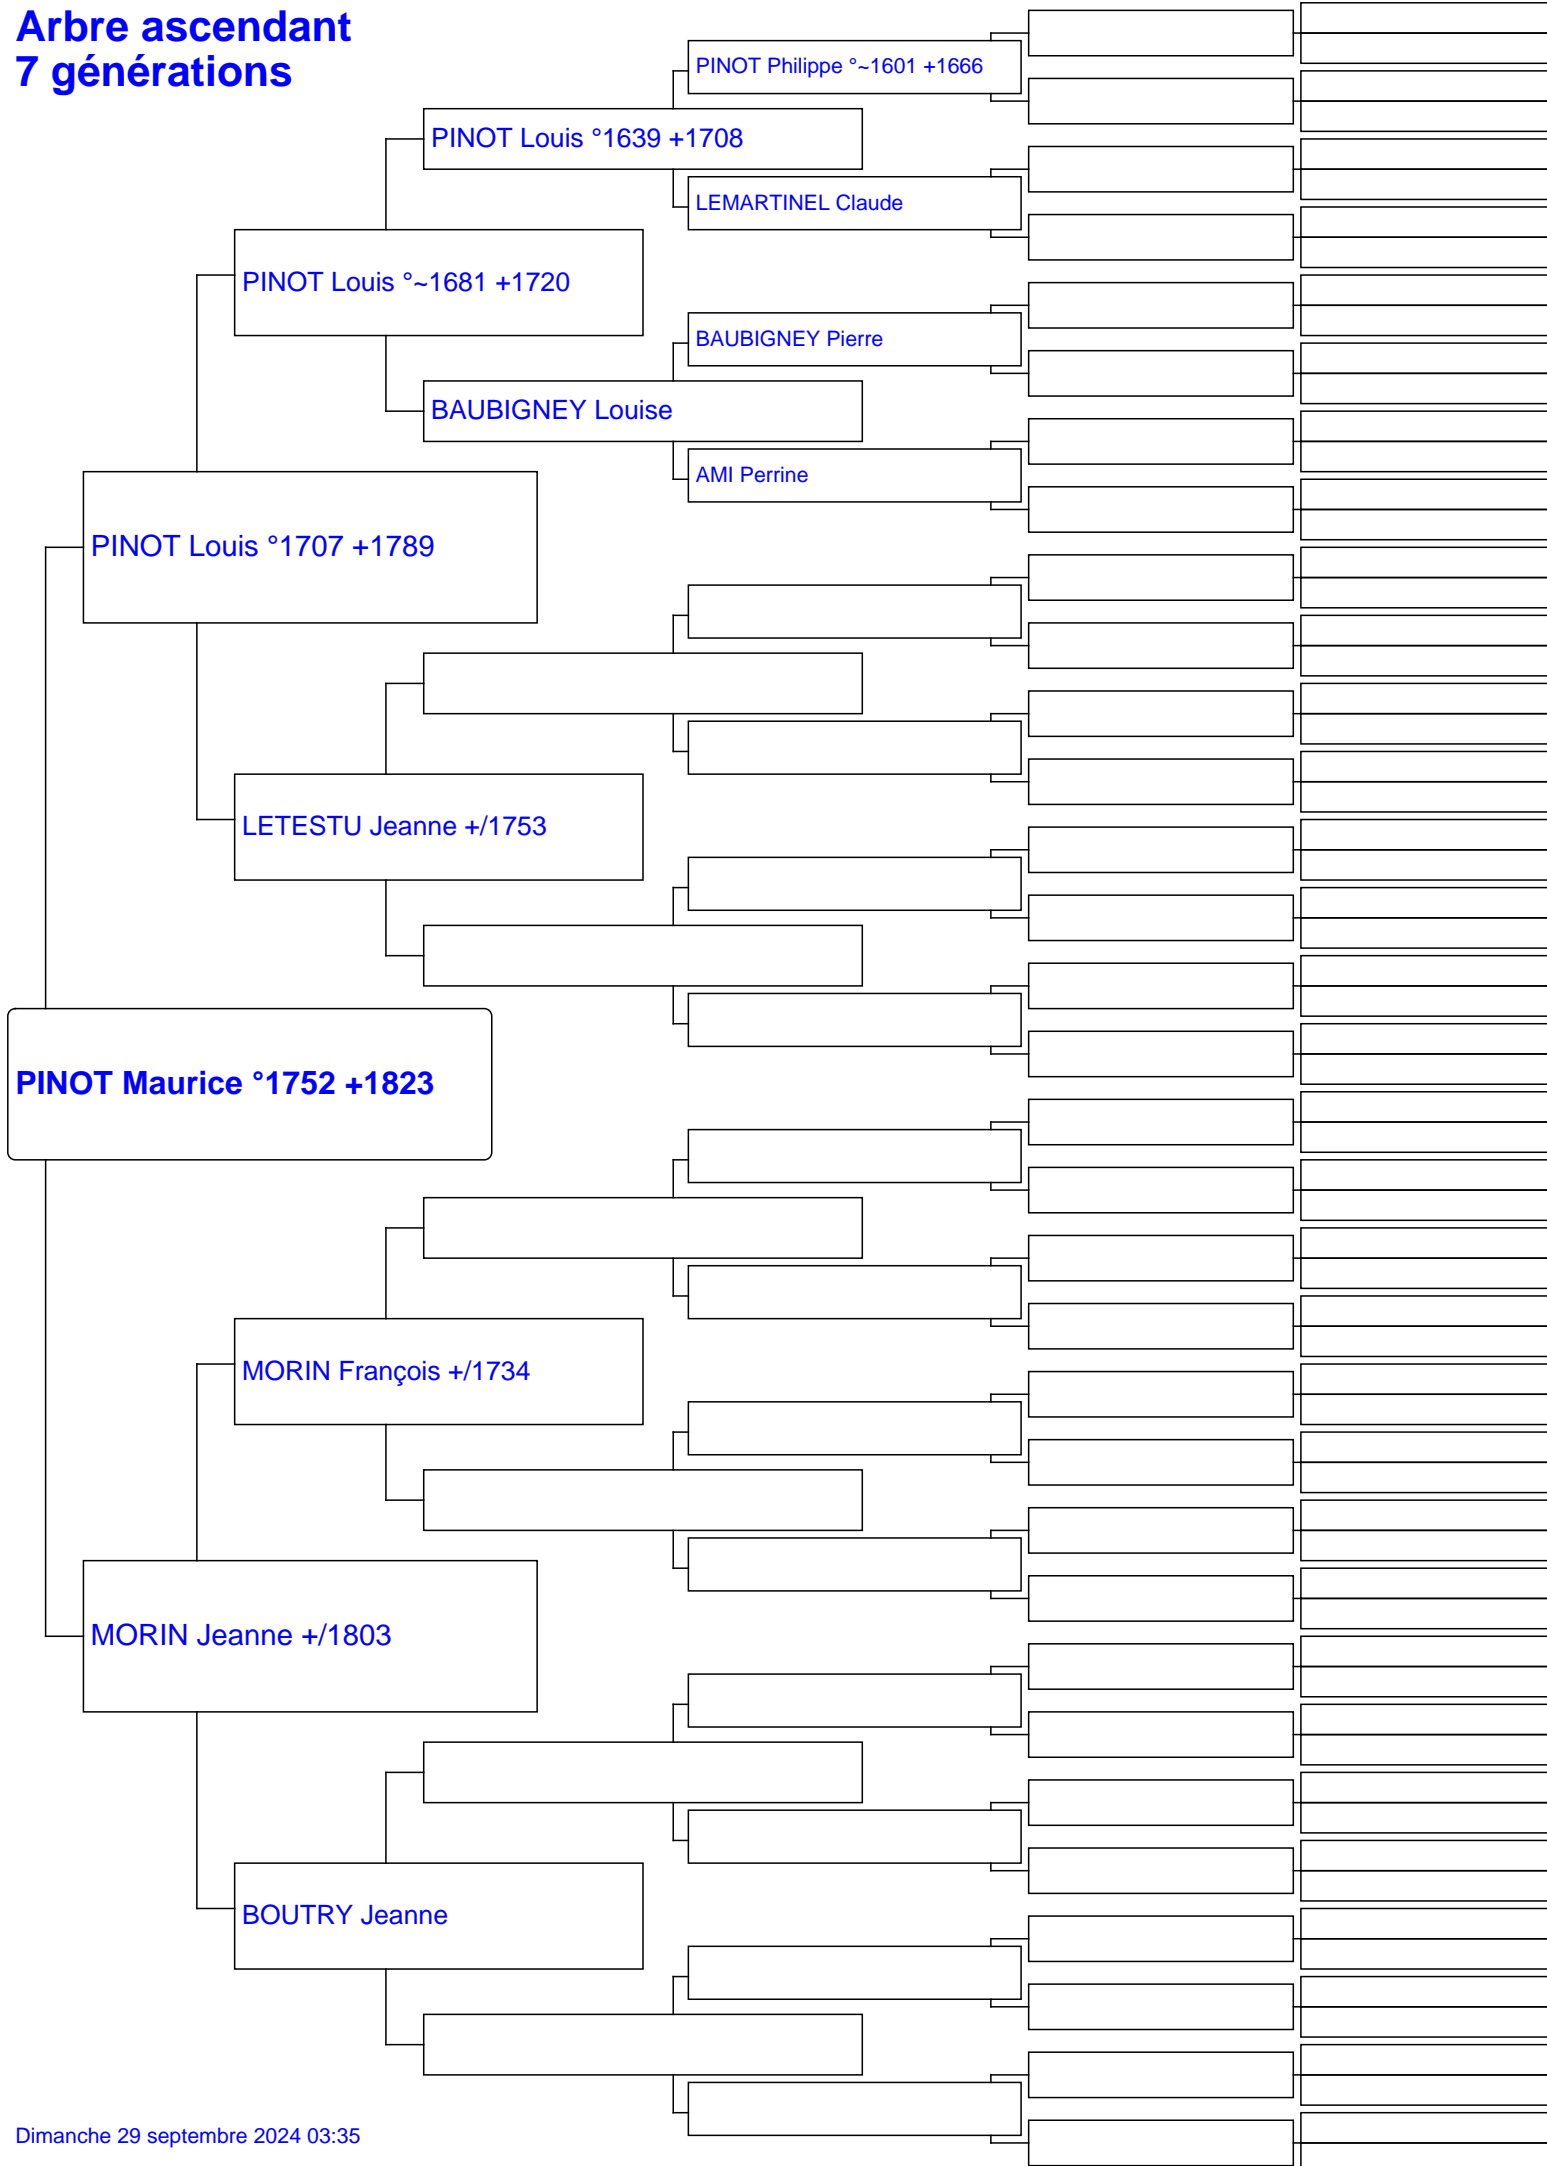 Arbre ascendant
7 générations
PINOT Philippe °~1601 +1666
PINOT Louis °1639 +1708
LEMARTINEL Claude
PINOT Louis °~1681 +1720
BAUBIGNEY Pierre
BAUBIGNEY Louise
AMI Perrine
PINOT Louis °1707 +1789
LETESTU Jeanne +/1753
PINOT Maurice °1752 +1823
MORIN François +/1734
MORIN Jeanne +/1803
BOUTRY Jeanne
Dimanche 29 septembre 2024 03:35